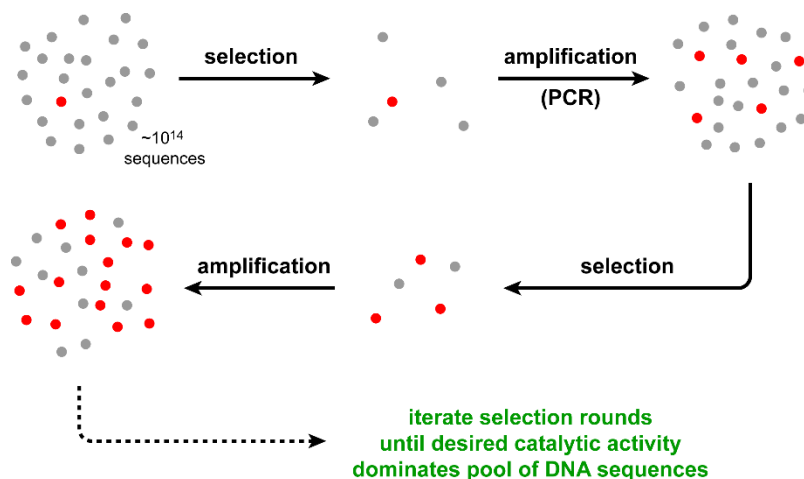 selection
amplification
(PCR)
~10¹⁴
sequences
amplification
selection
iterate selection rounds
until desired catalytic activity
dominates pool of DNA sequences